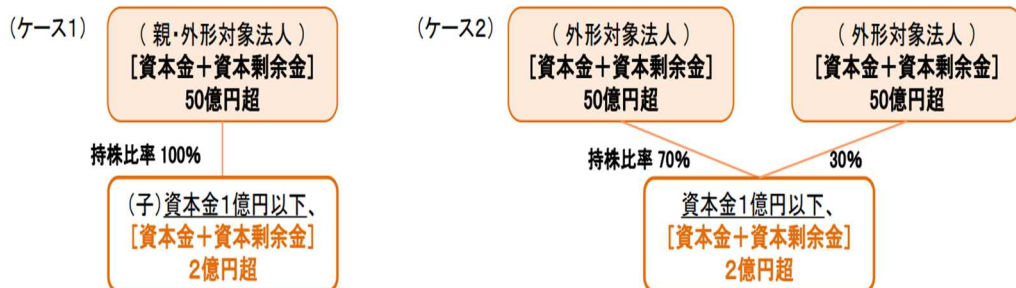 (ケース1)
( 親・外形対象法人 )
[資本金+資本剰余金]
50億円超
持株比率 100%
(子)資本金1億円以下、
[資本金+資本剰余金]
2億円超
(ケース2)
( 外形対象法人 )
[資本金+資本剰余金]
50億円超
( 外形対象法人 )
[資本金+資本剰余金]
50億円超
持株比率 70%
30%
資本金1億円以下、
[資本金+資本剰余金]
2億円超